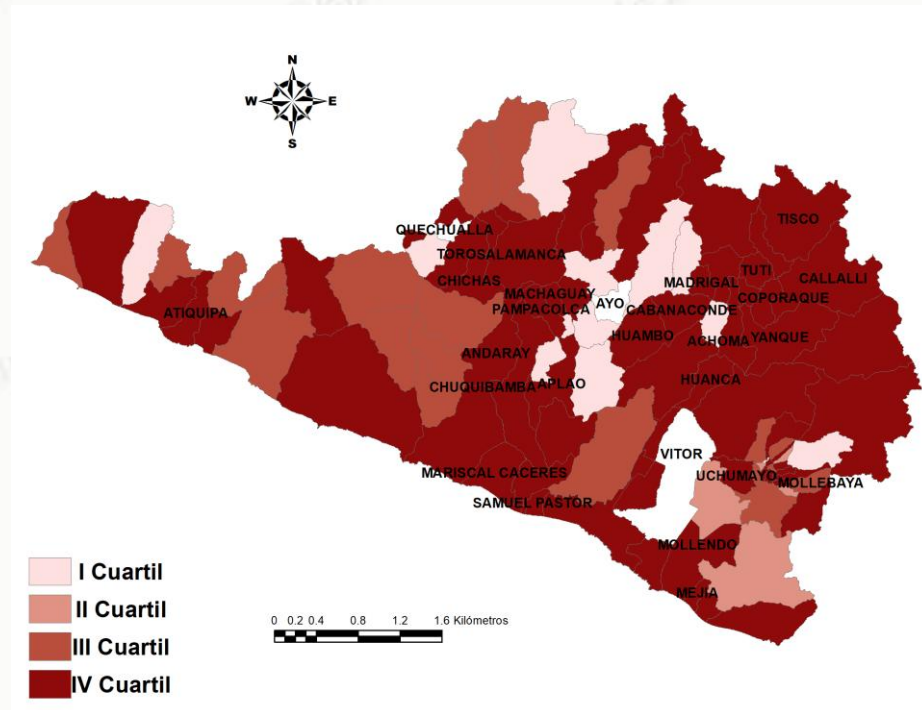 N
W E
S
TISCO
QUECHUALLA
TOROSALAMANCA
TUTI
CHICHAS
MADRIGAL
CALLALLI
MACHAGUAY
COPORAQUE
AYO
PAMPACOLCA
CABANACONDE
ATIQUIPA
HUAMBO
ACHOMA
YANQUE
ANDARAY
HUANCA
CHUQUIBAMBA
APLAO
VITOR
MARISCAL CACERES
UCHUMAYO
MOLLEBAYA
SAMUEL PASTOR
MOLLENDO
MEJIA
I Cuartil
II Cuartil
III Cuartil
IV Cuartil
0 0.2 0.4 0.8 1.2 1.6 Kilómetros